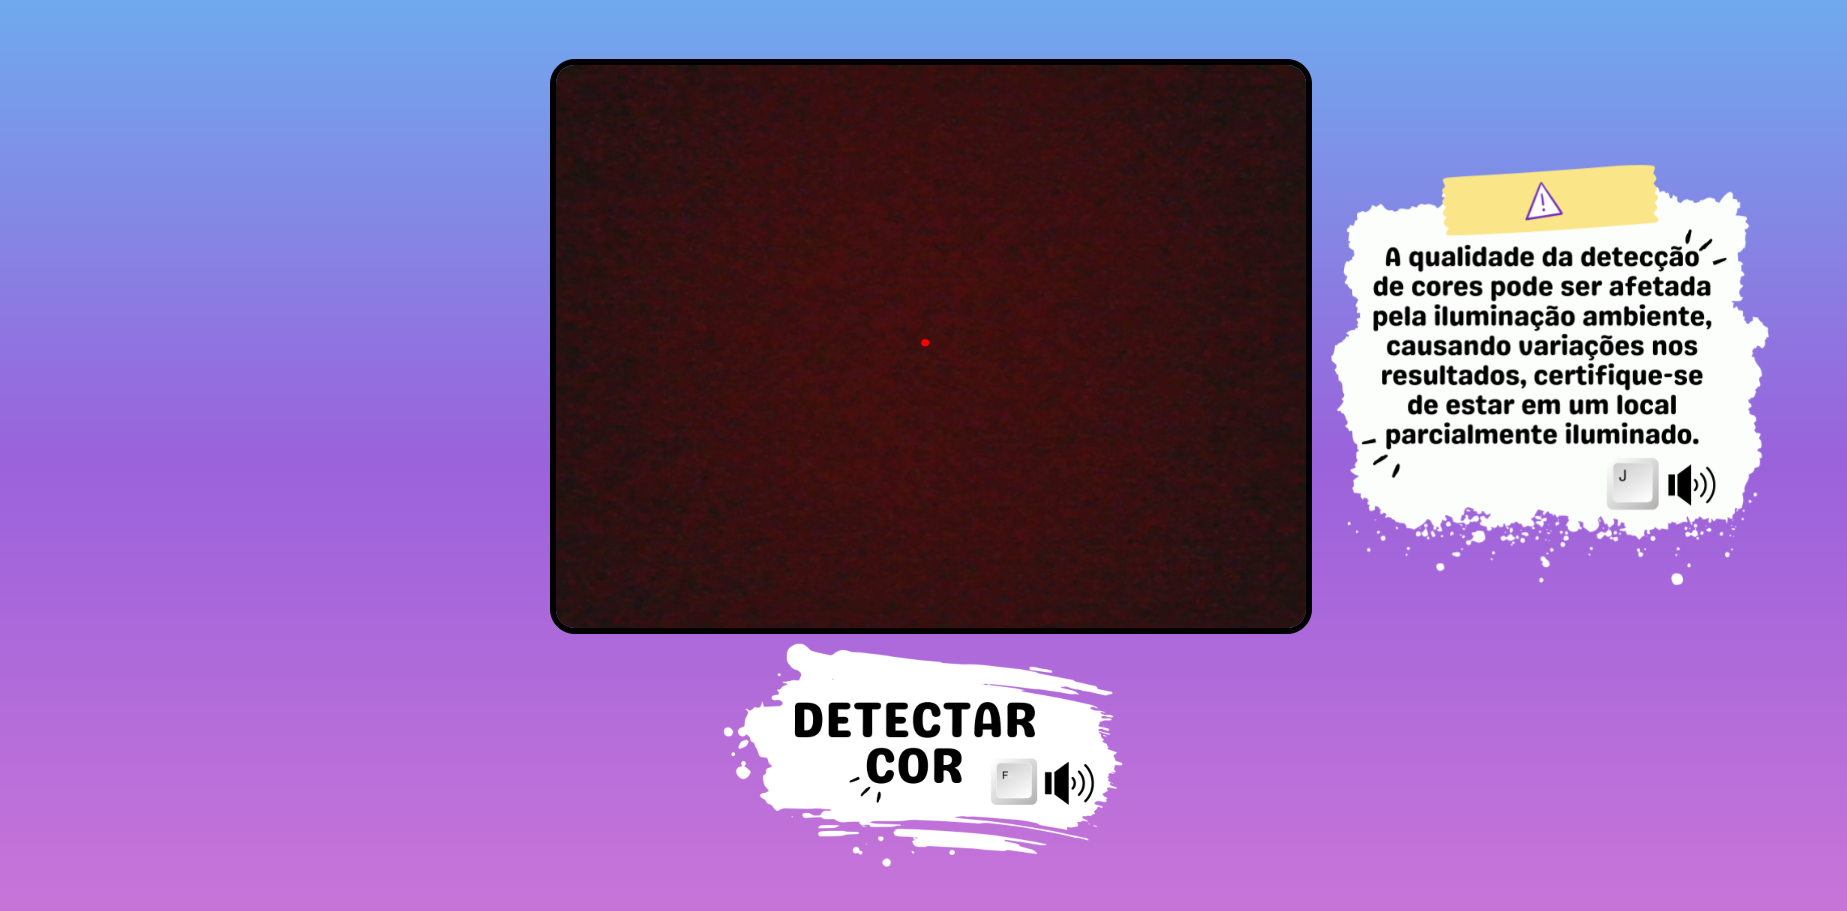 A qualidade da detecção
de cores pode ser afetada
pela iluminação ambiente,
causando variações nos
resultados, certifique-se
de estar em um local
parcialmente iluminado.
J
DETECTAR
COR
F